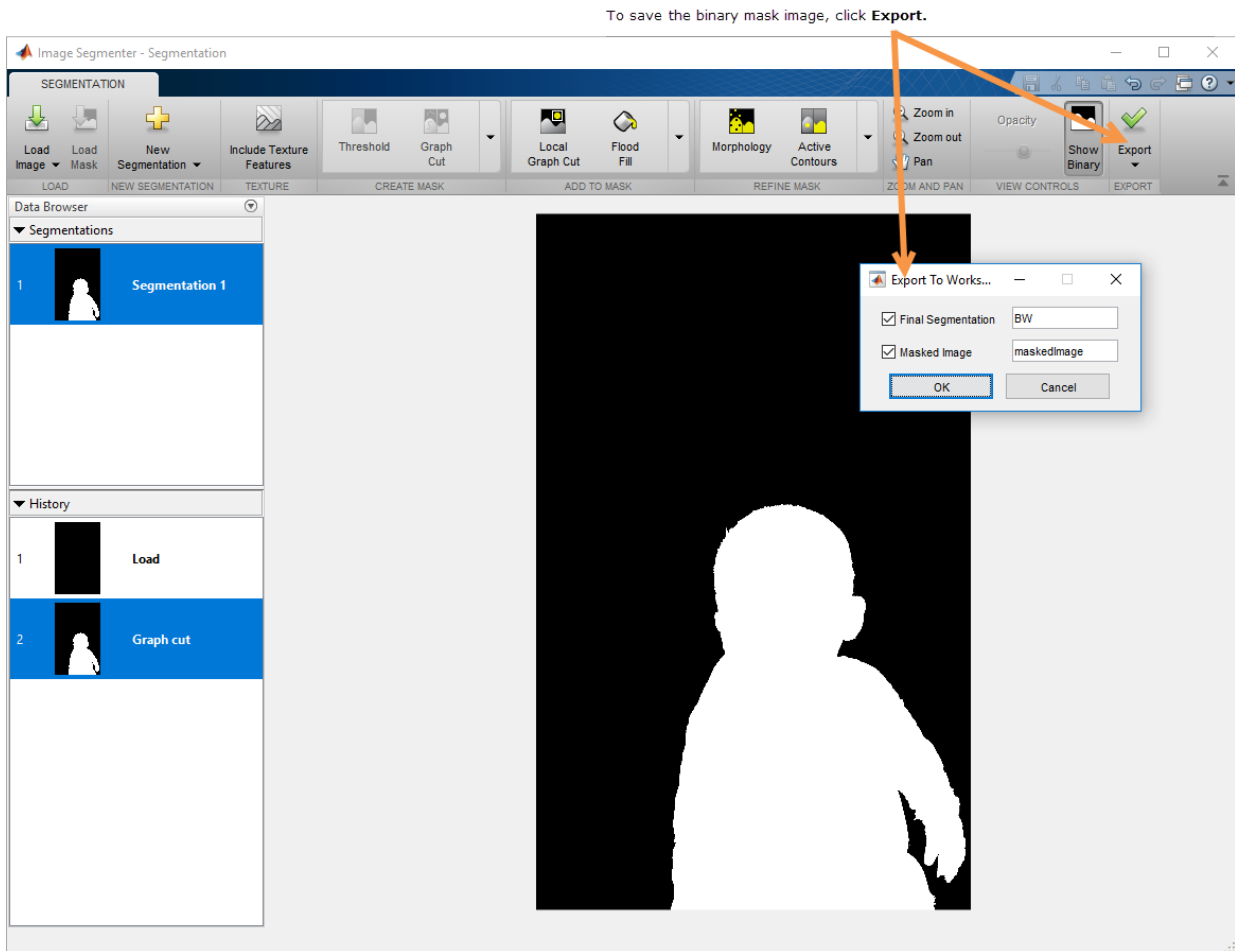 To save the binary mask image, click Export.
Image Segmenter - Segmentation
SEGMENTATION
Load Image
Load Mask
New Segmentation
Include Texture Features
Threshold
Graph Cut
Local Graph Cut
Flood Fill
Morphology
Active Contours
Zoom in
Zoom out
Pan
Opacity
Show Binary
Export
LOAD
NEW SEGMENTATION
TEXTURE
CREATE MASK
ADD TO MASK
REFINE MASK
ZOOM AND PAN
VIEW CONTROLS
EXPORT
Data Browser
Segmentations
1 Segmentation 1
Export To Works...
Final Segmentation BW
Masked Image maskedImage
OK Cancel
History
1 Load
2 Graph cut